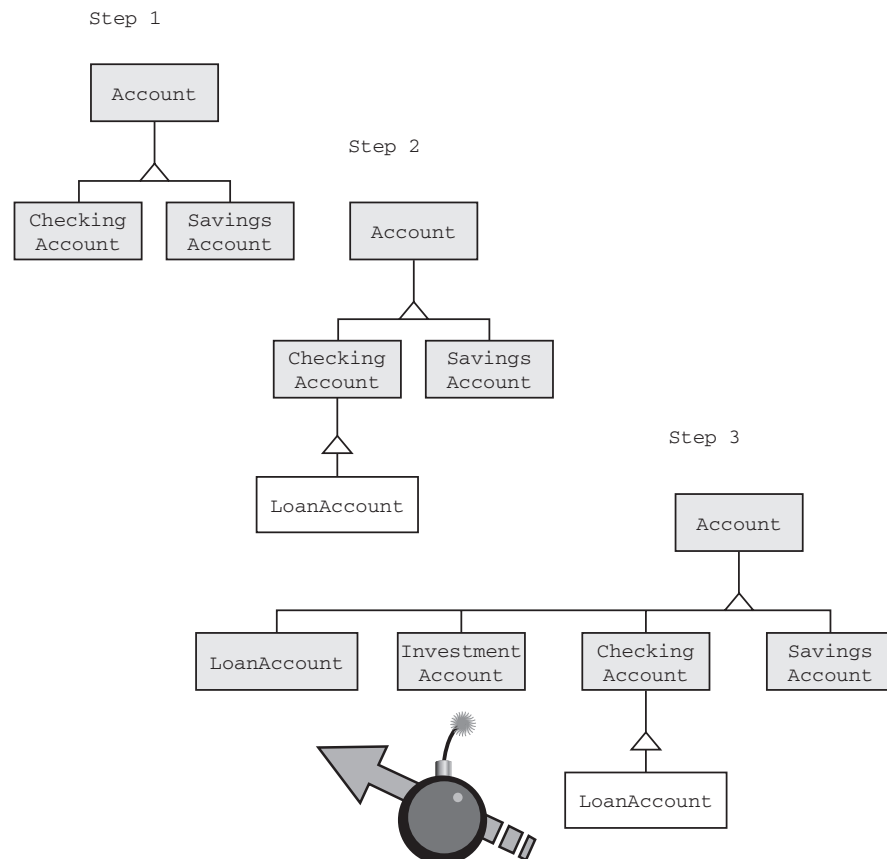 Step 1
Account
Checking
Account
Savings
Account
Step 2
Account
Checking
Account
Savings
Account
LoanAccount
Step 3
Account
LoanAccount
Investment
Account
Checking
Account
Savings
Account
LoanAccount